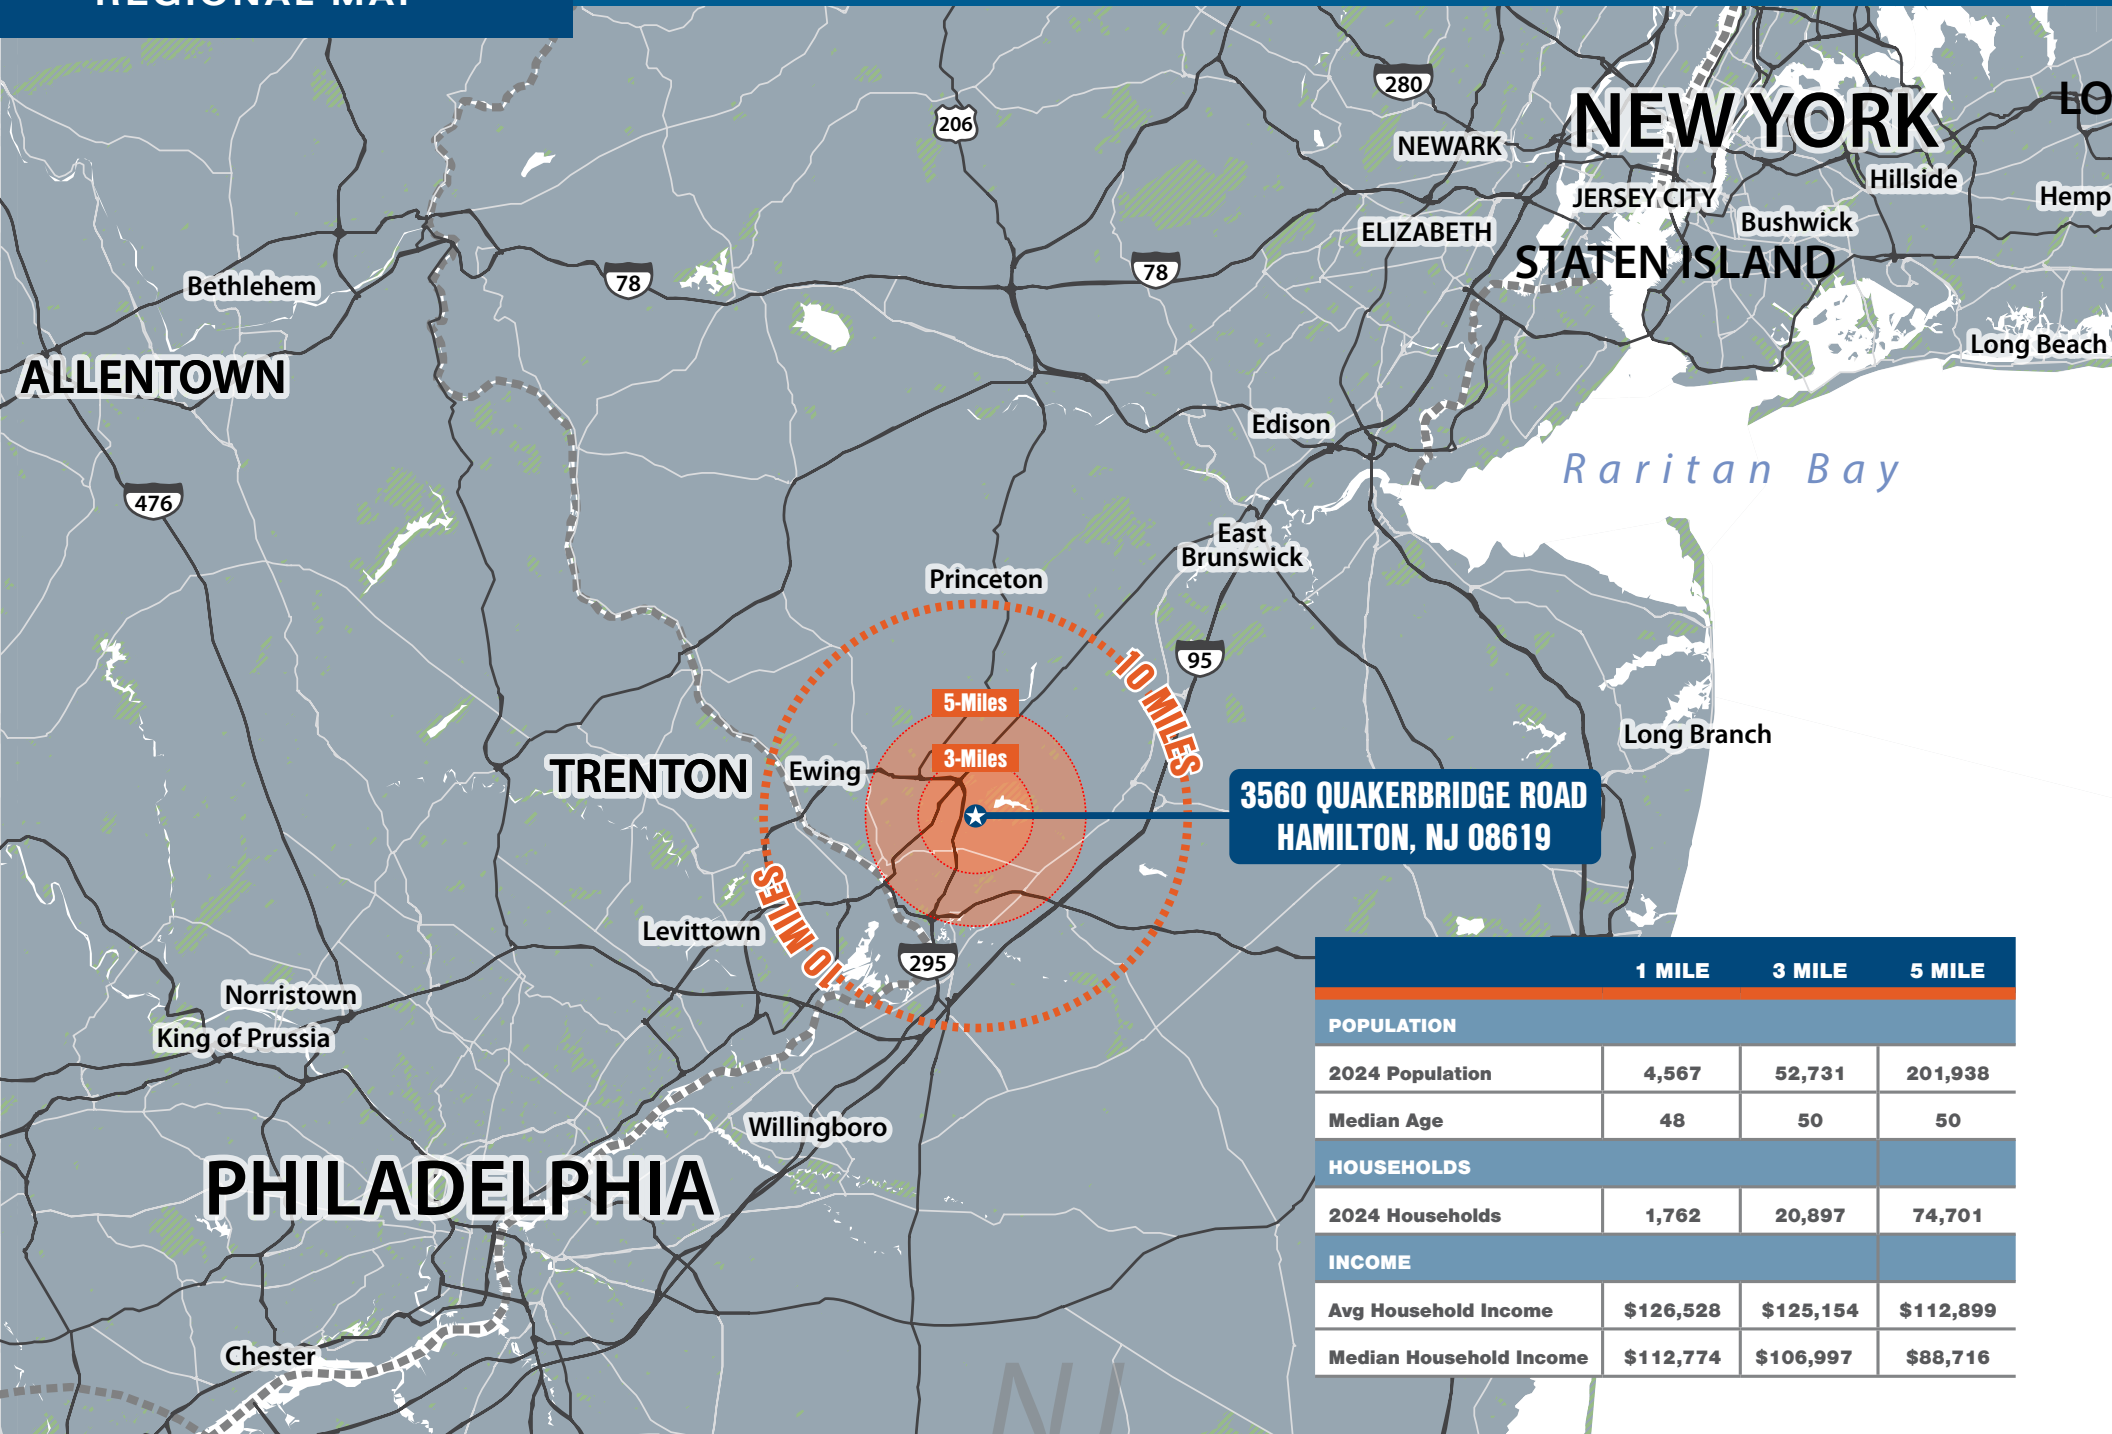 REGIONAL MAP
280
206
NEW YORK
NEWARK
Hillside
JERSEY CITY
Bushwick
ELIZABETH
STATEN ISLAND
78
78
Bethlehem
Long Beach
ALLENTOWN
Edison
Raritan Bay
476
East
Brunswick
Princeton
95
10 MILES
5-Miles
3-Miles
Long Branch
TRENTON
Ewing
3560 QUAKERBRIDGE ROAD
HAMILTON, NJ 08619
10 MILES
Levittown
295
Norristown
King of Prussia
Willingboro
PHILADELPHIA
Chester
NJ
1 MILE 3 MILE 5 MILE
POPULATION
2024 Population 4,567 52,731 201,938
Median Age 48 50 50
HOUSEHOLDS
2024 Households 1,762 20,897 74,701
INCOME
Avg Household Income $126,528 $125,154 $112,899
Median Household Income $112,774 $106,997 $88,716